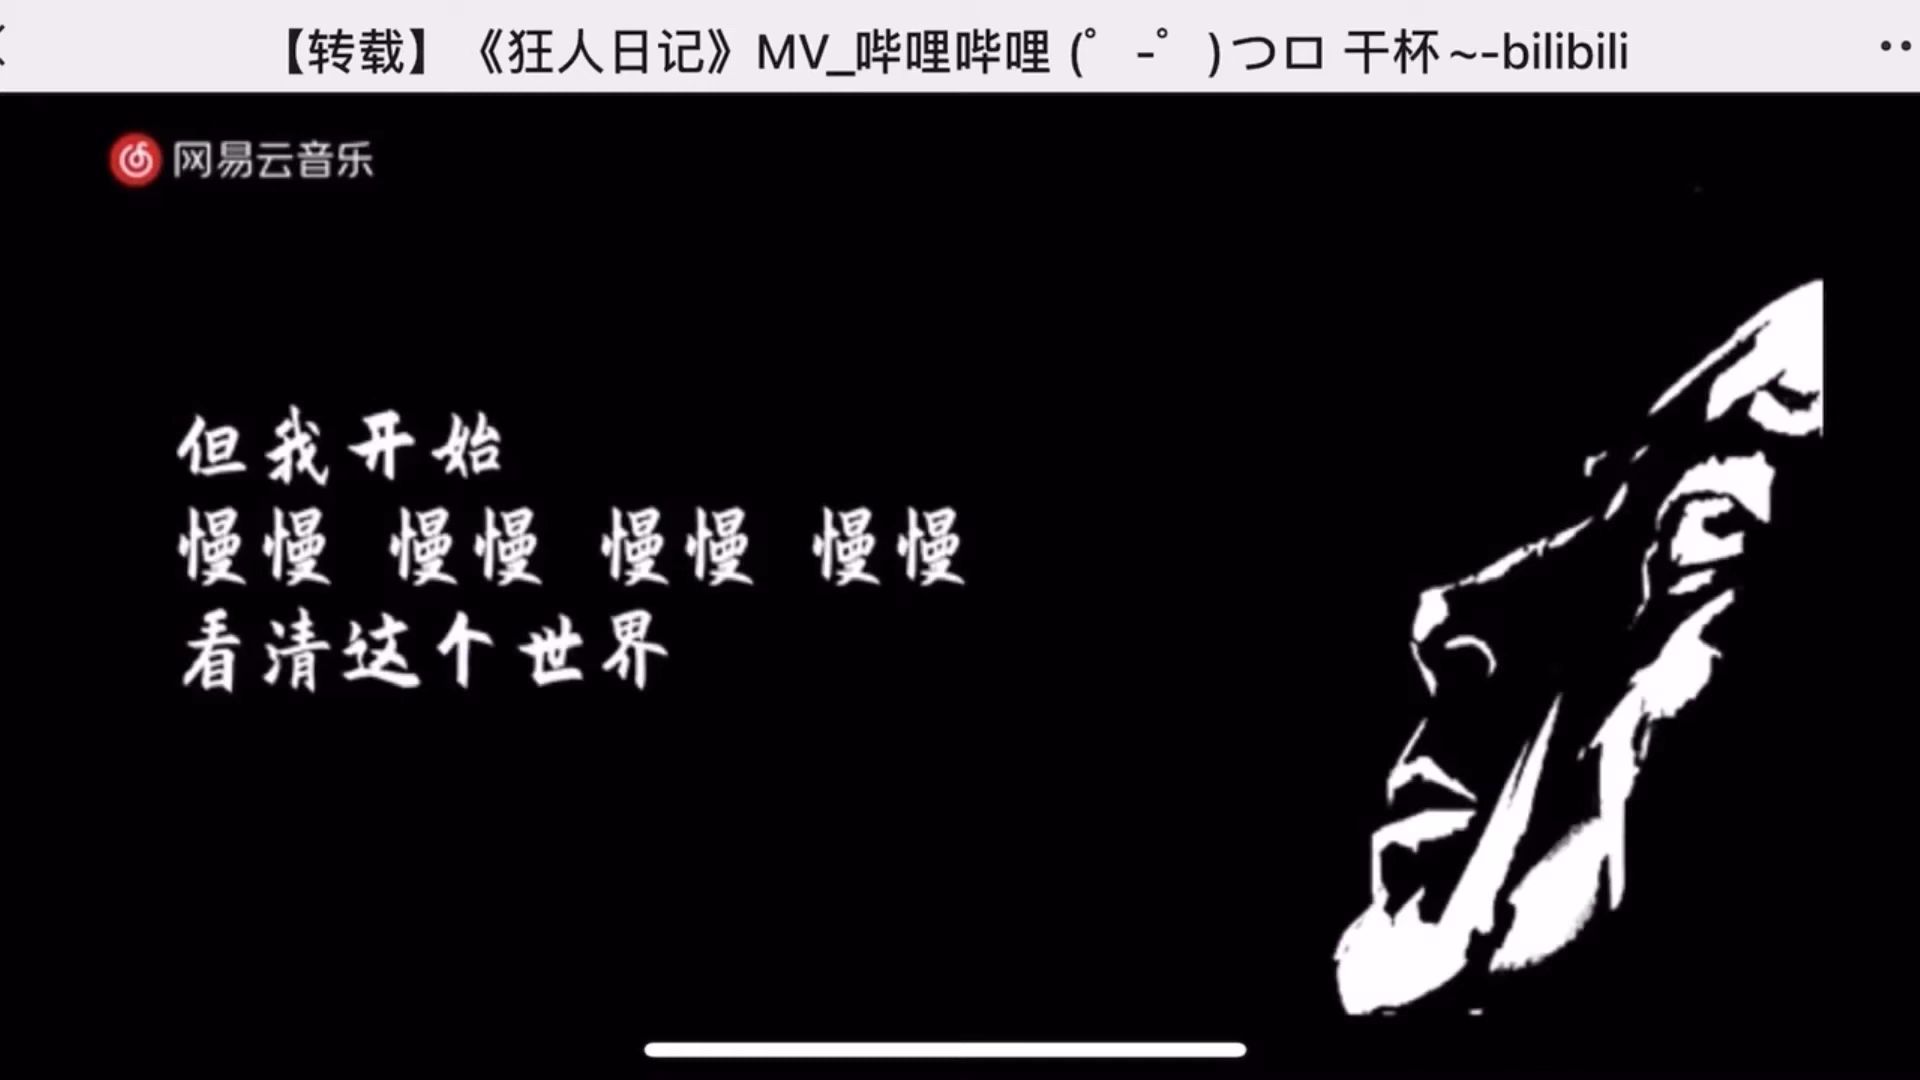 【转载】《狂人日记》MV_哔哩哔哩 (゜-゜)つロ 干杯~-bilibili
网易云音乐
但我开始
慢慢 慢慢 慢慢 慢慢
看清这个世界